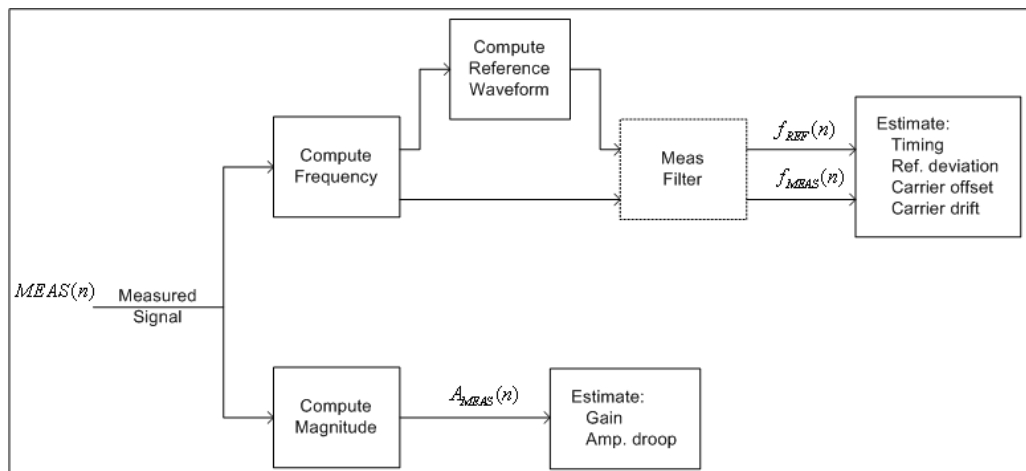 Compute
Reference
Waveform
Compute
Frequency
Meas
Filter
f_REF(n)
f_MEAS(n)
Estimate:
Timing
Ref. deviation
Carrier offset
Carrier drift
MEAS(n)
Measured
Signal
Compute
Magnitude
A_MEAS(n)
Estimate:
Gain
Amp. droop